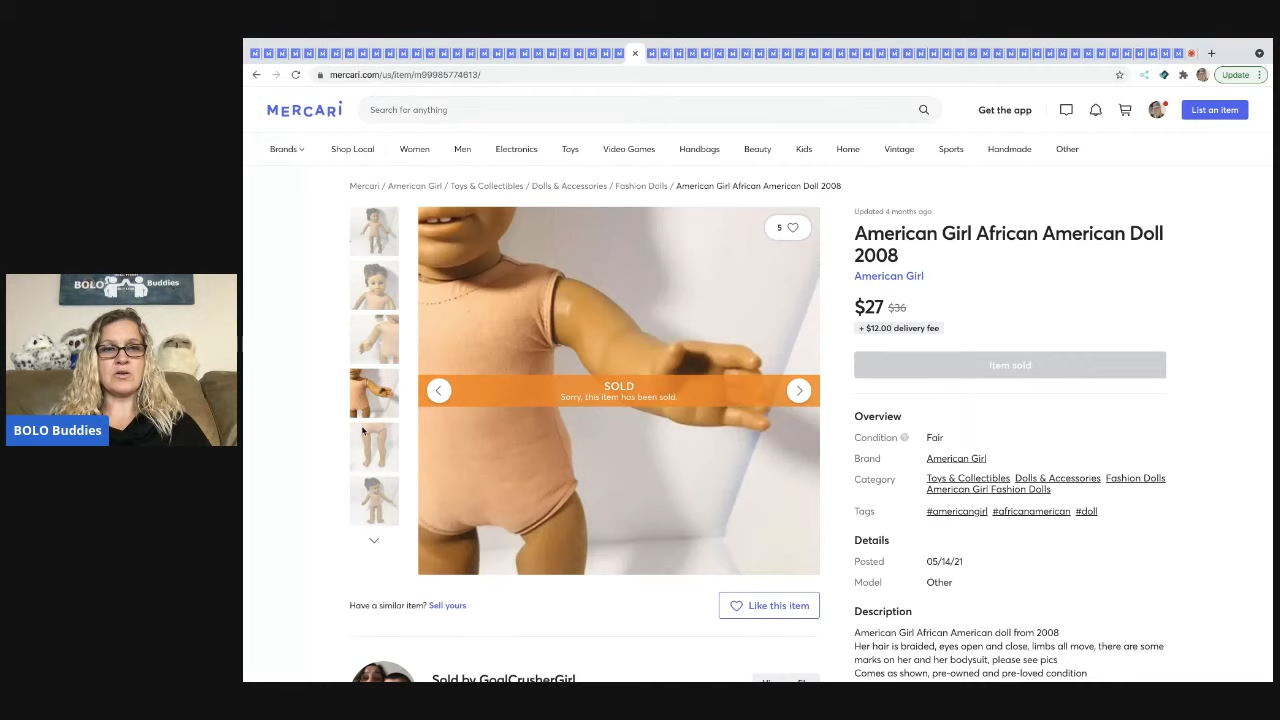 mercari.com/us/item/m99985774613/
Update
MERCARI
Search for anything
Get the app
List an item
Brands
Shop Local
Women
Men
Electronics
Toys
Video Games
Handbags
Beauty
Kids
Home
Vintage
Sports
Handmade
Other
Mercari / American Girl / Toys & Collectibles / Dolls & Accessories / Fashion Dolls / American Girl African American Doll 2008
5
SOLD
Sorry, this item has been sold.
Have a similar item? Sell yours
Like this item
Sold by GoalCrusherGirl
Updated 4 months ago
American Girl African American Doll
2008
American Girl
$27 $36
+ $12.00 delivery fee
Item sold
Overview
Condition Fair
Brand American Girl
Category Toys & Collectibles Dolls & Accessories Fashion Dolls
American Girl Fashion Dolls
Tags #americangirl #africanamerican #doll
Details
Posted 05/14/21
Model Other
Description
American Girl African American doll from 2008
Her hair is braided, eyes open and close, limbs all move, there are some
marks on her and her bodysuit, please see pics
Comes as shown, pre-owned and pre-loved condition
BOLO Buddies
BOLO Buddies